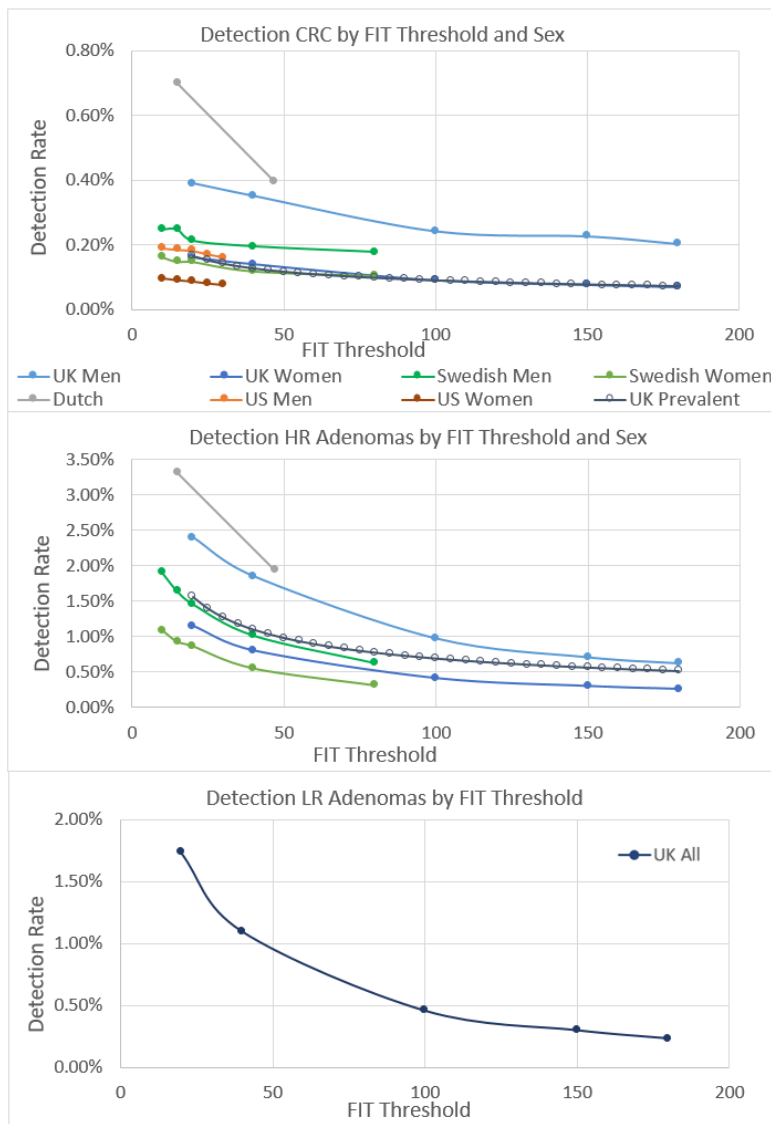 Detection CRC by FIT Threshold and Sex
0.80%
0.60%
0.40%
0.20%
0.00%
Detection Rate
0 50 100 150 200
FIT Threshold
UK Men UK Women Swedish Men Swedish Women
Dutch US Men US Women UK Prevalent
Detection HR Adenomas by FIT Threshold and Sex
3.50%
3.00%
2.50%
2.00%
1.50%
1.00%
0.50%
0.00%
Detection Rate
0 50 100 150 200
FIT Threshold
Detection LR Adenomas by FIT Threshold
2.00%
1.50%
1.00%
0.50%
0.00%
Detection Rate
UK All
0 50 100 150 200
FIT Threshold